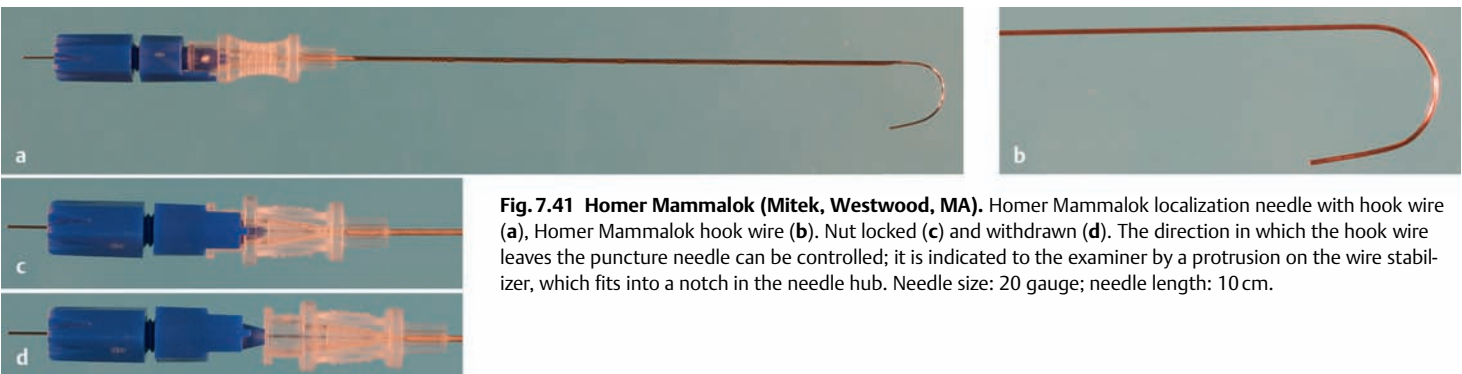 a
b
c
d
Fig. 7.41 Homer Mammalok (Mitek, Westwood, MA). Homer Mammalok localization needle with hook wire
(a), Homer Mammalok hook wire (b). Nut locked (c) and withdrawn (d). The direction in which the hook wire
leaves the puncture needle can be controlled; it is indicated to the examiner by a protrusion on the wire stabil-
izer, which fits into a notch in the needle hub. Needle size: 20 gauge; needle length: 10 cm.